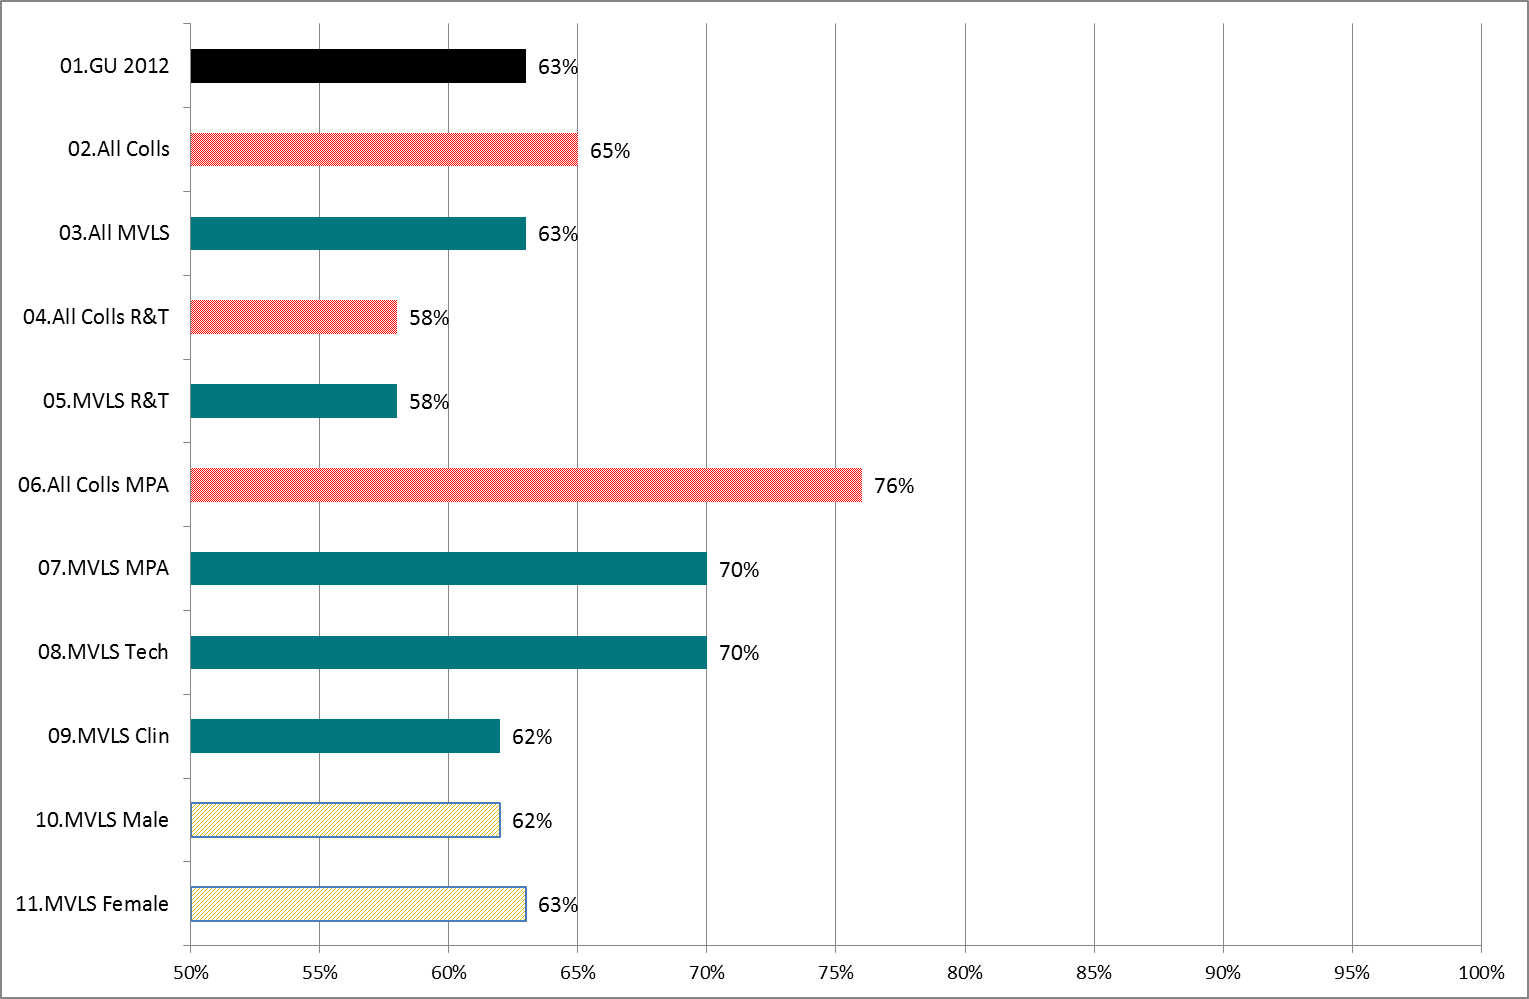 01.GU 2012
63%
02.All Colls
65%
03.All MVLS
63%
04.All Colls R&T
58%
05.MVLS R&T
58%
06.All Colls MPA
76%
07.MVLS MPA
70%
08.MVLS Tech
70%
09.MVLS Clin
62%
10.MVLS Male
62%
11.MVLS Female
63%
50% 55% 60% 65% 70% 75% 80% 85% 90% 95% 100%